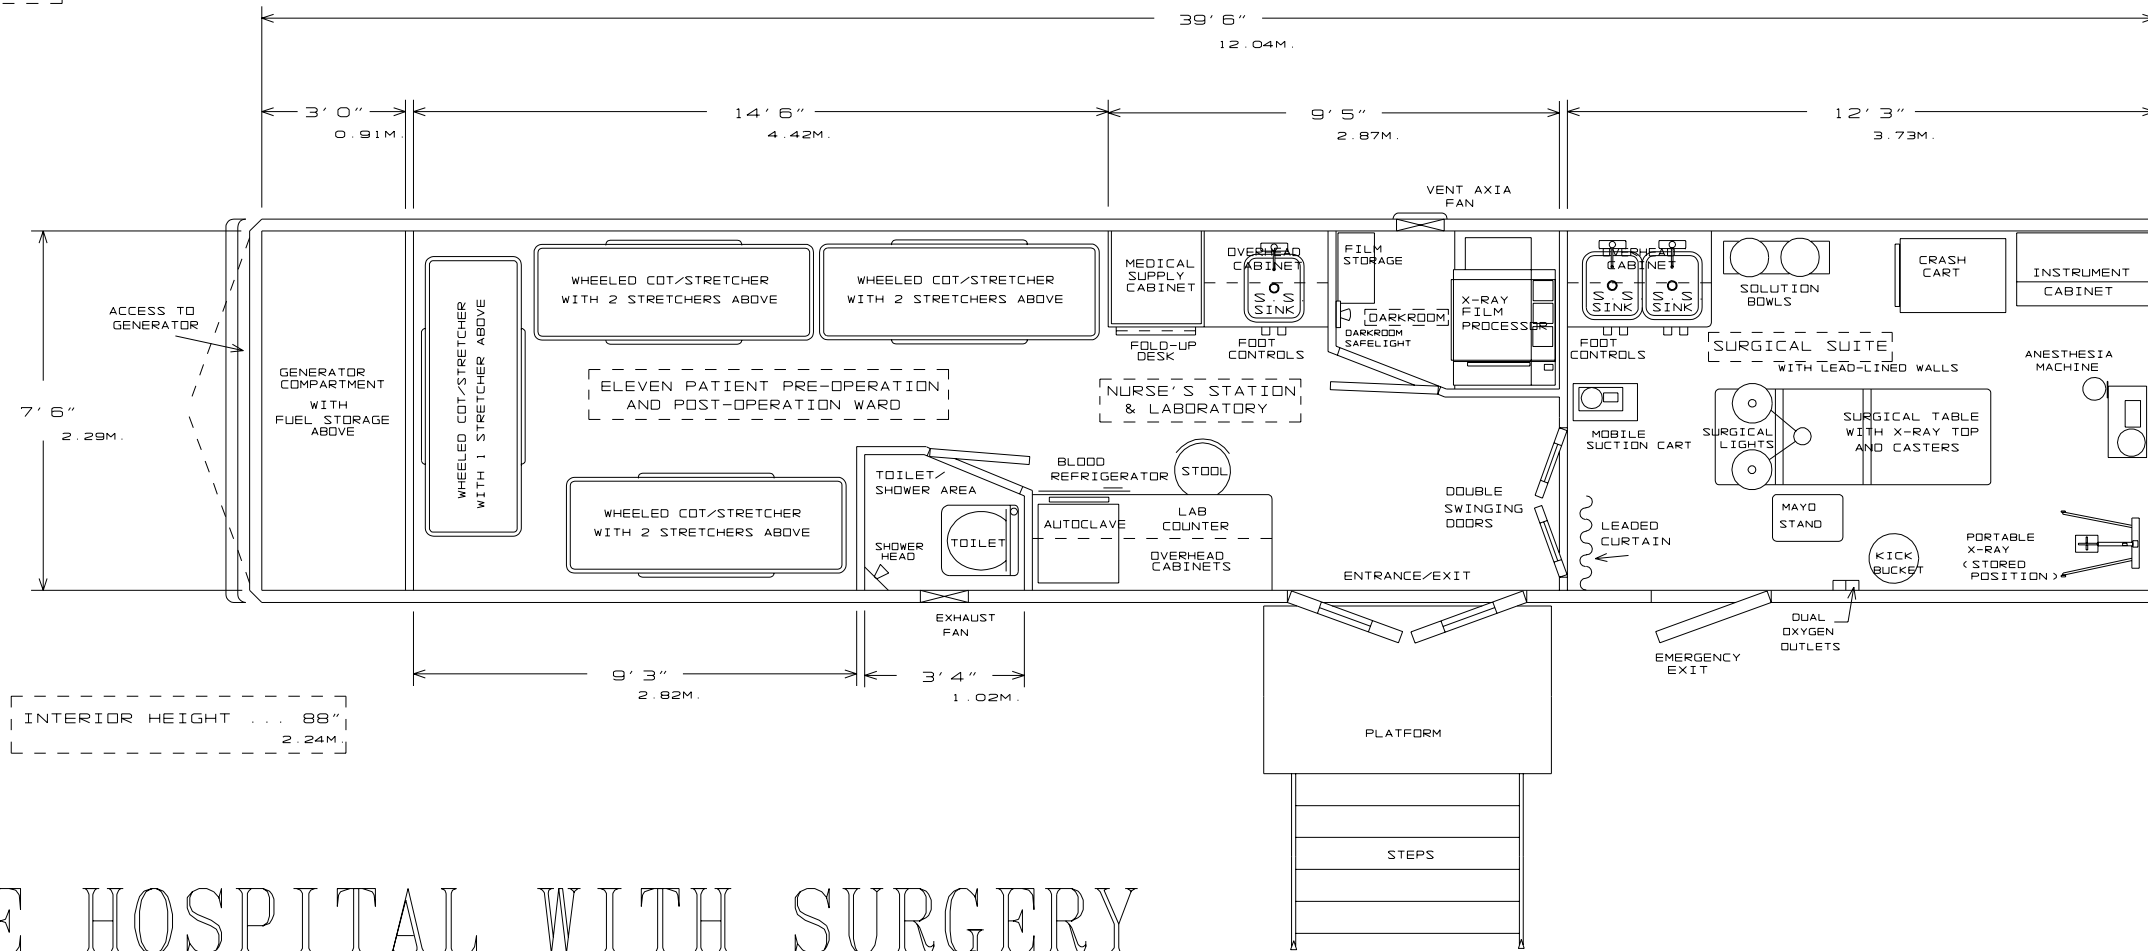 39' 6"
12.04M.
3' 0"
0.91M.
14' 6"
4.42M.
9' 5"
2.87M.
12' 3"
3.73M.
VENT AXIA
FAN
WHEELED COT/STRETCHER
WITH 2 STRETCHERS ABOVE
WHEELED COT/STRETCHER
WITH 2 STRETCHERS ABOVE
MEDICAL
SUPPLY
CABINET
OVERHEAD
CABINET
S.S.
SINK
FILM
STORAGE
DARKROOM
DARKROOM
SAFELIGHT
X-RAY
FILM
PROCESSOR
OVERHEAD
CABINET
S.S.
SINK
S.S.
SINK
SOLUTION
BOWLS
CRASH
CART
INSTRUMENT
CABINET
ACCESS TO
GENERATOR
FOLD-UP
DESK
FOOT
CONTROLS
FOOT
CONTROLS
SURGICAL SUITE
WITH LEAD-LINED WALLS
ANESTHESIA
MACHINE
GENERATOR
COMPARTMENT
WITH
FUEL STORAGE
ABOVE
WHEELED COT/STRETCHER
WITH 1 STRETCHER ABOVE
ELEVEN PATIENT PRE-OPERATION
AND POST-OPERATION WARD
NURSE'S STATION
& LABORATORY
7' 6"
2.29M.
MOBILE
SUCTION CART
SURGICAL
LIGHTS
SURGICAL TABLE
WITH X-RAY TOP
AND CASTERS
TOILET/
SHOWER AREA
BLOOD
REFRIGERATOR
STOOL
DOUBLE
SWINGING
DOORS
WHEELED COT/STRETCHER
WITH 2 STRETCHERS ABOVE
SHOWER
HEAD
TOILET
AUTOCLAVE
LAB
COUNTER
OVERHEAD
CABINETS
LEADED
CURTAIN
MAYO
STAND
KICK
BUCKET
PORTABLE
X-RAY
(STORED
POSITION)
ENTRANCE/EXIT
EXHAUST
FAN
DUAL
OXYGEN
OUTLETS
EMERGENCY
EXIT
9' 3"
2.82M.
3' 4"
1.02M.
INTERIOR HEIGHT ... 88"
2.24M.
PLATFORM
STEPS
E HOSPITAL WITH SURGERY